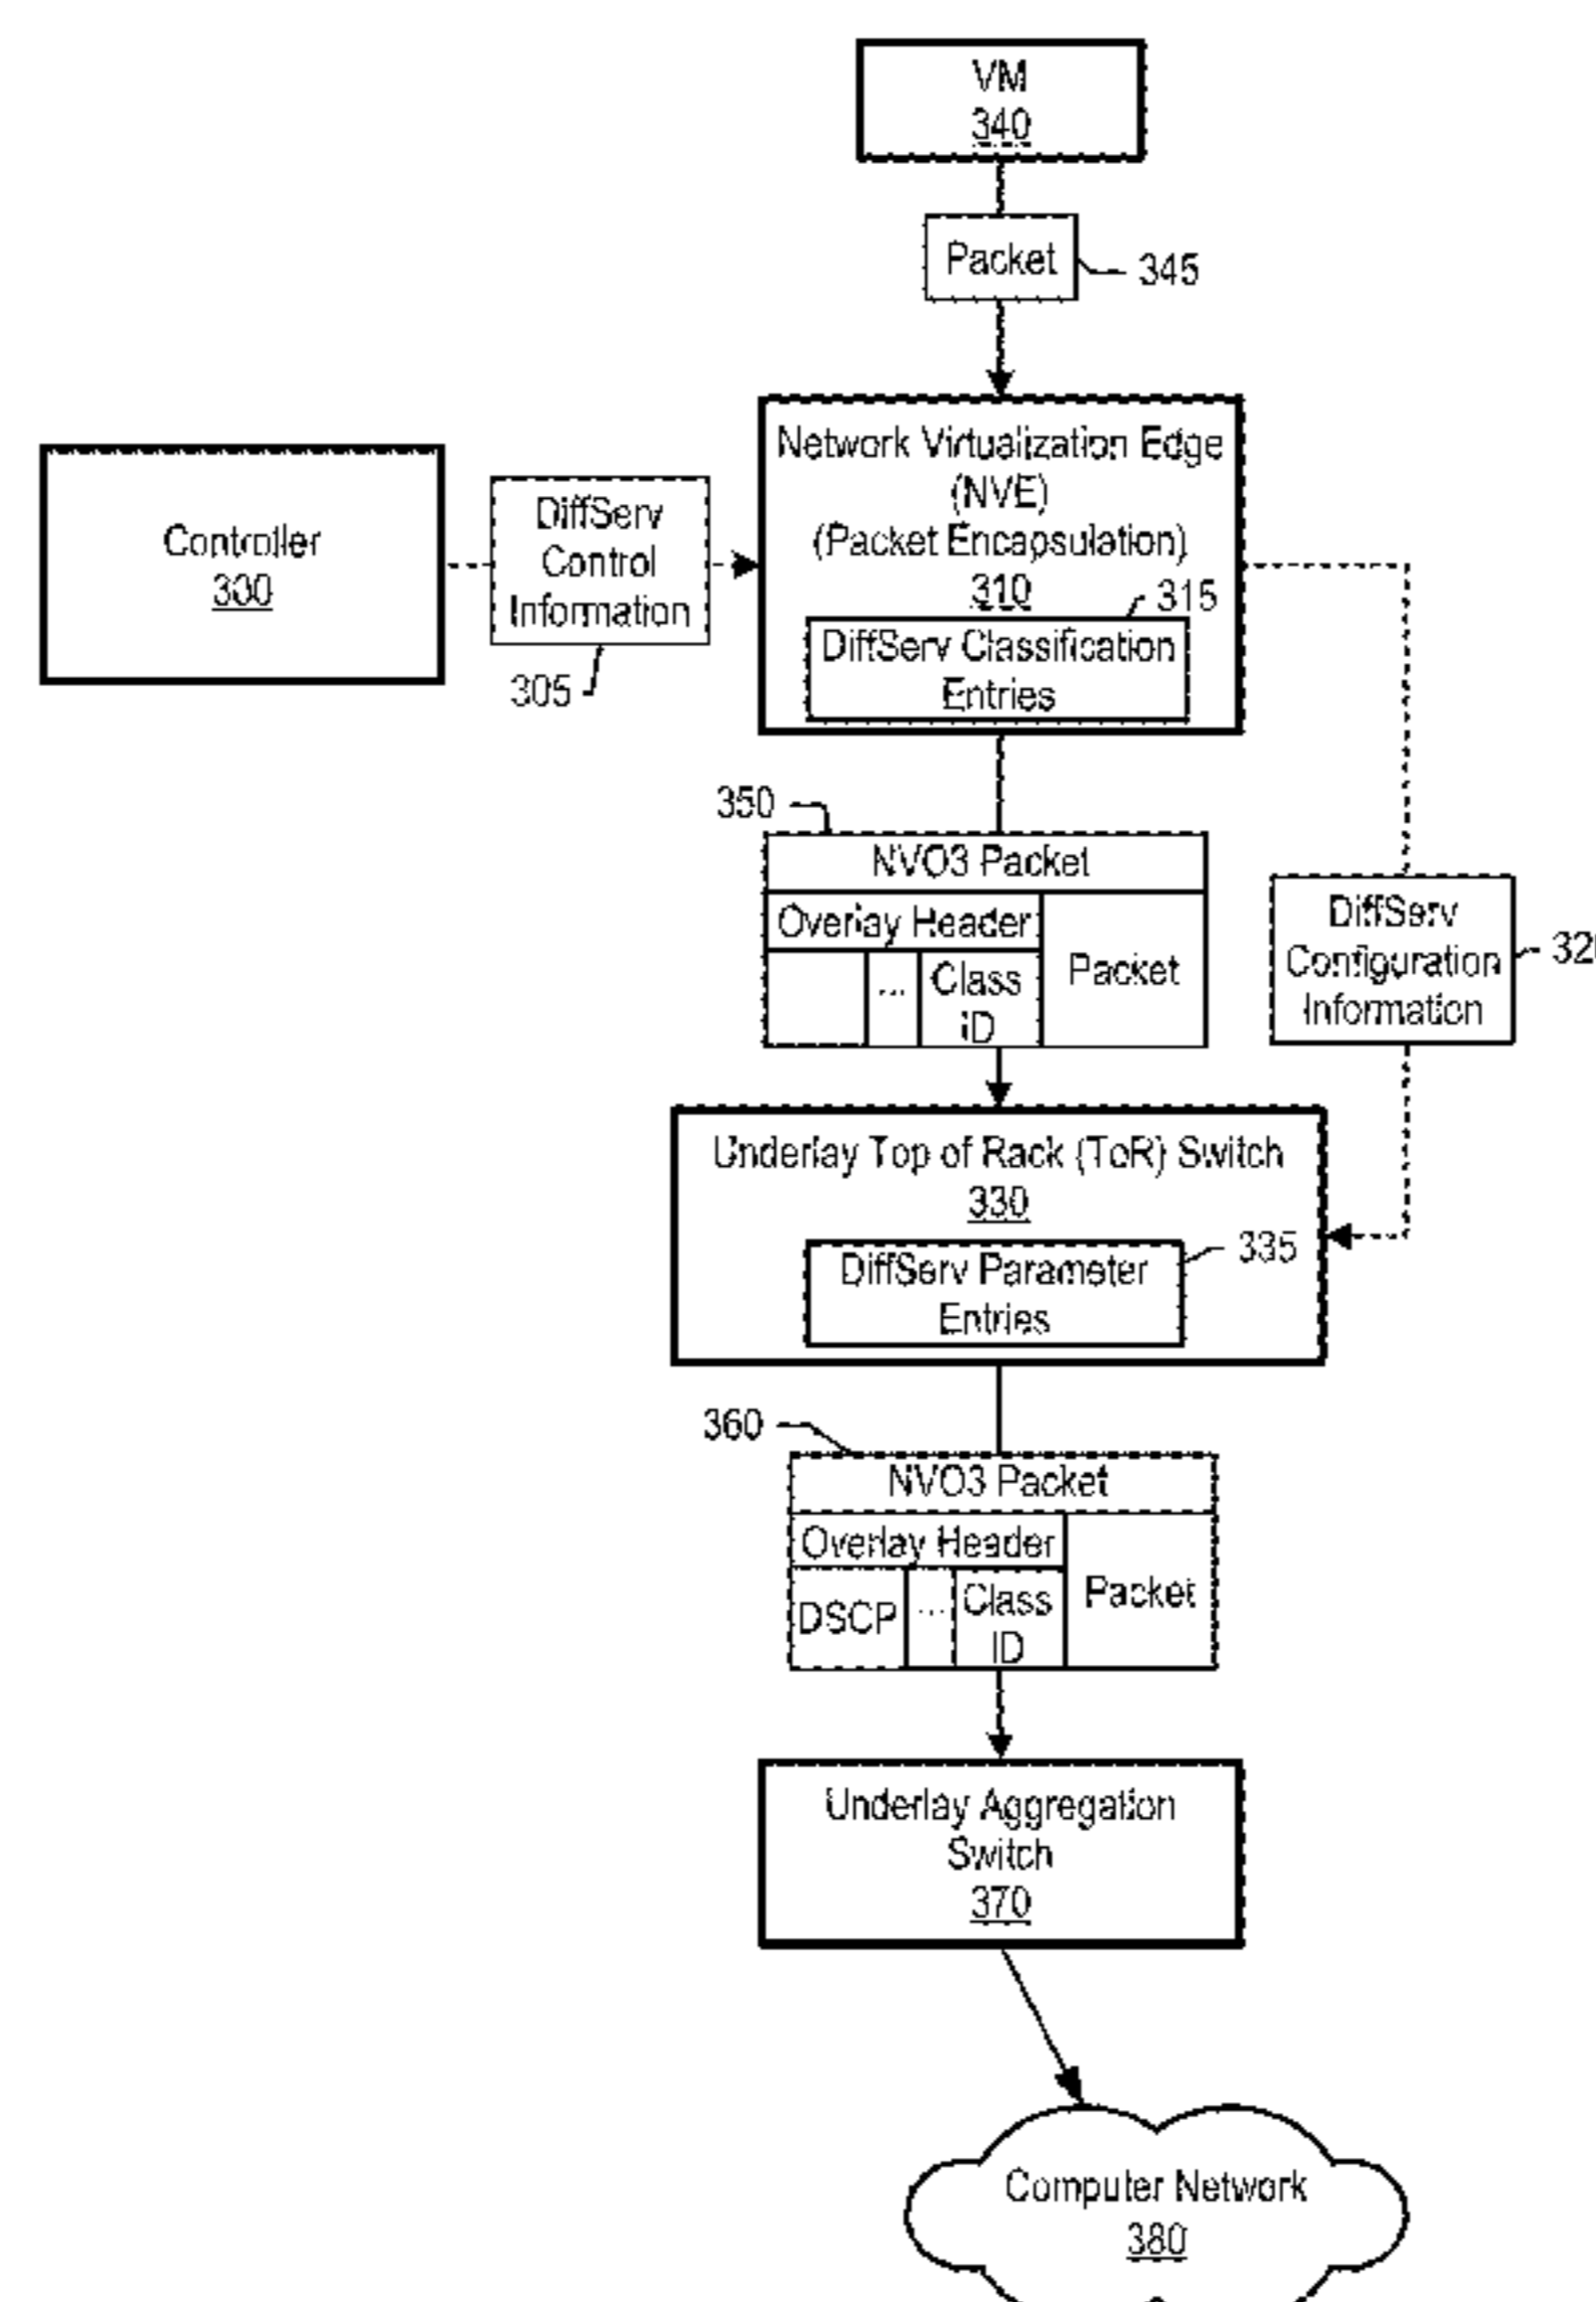 VM
340
Packet
345
Network Virtualization Edge
(NVE)
(Packet Encapsulation)
310
315
DiffServ Classification
Entries
Controller
300
DiffServ
Control
Information
305
350
NVO3 Packet
Overlay Header
Packet
... Class
ID
DiffServ
Configuration
Information
Underlay Top of Rack (ToR) Switch
330
335
DiffServ Parameter
Entries
360
NVO3 Packet
Overlay Header
Packet
DSCP ... Class
ID
Underlay Aggregation
Switch
370
Computer Network
380